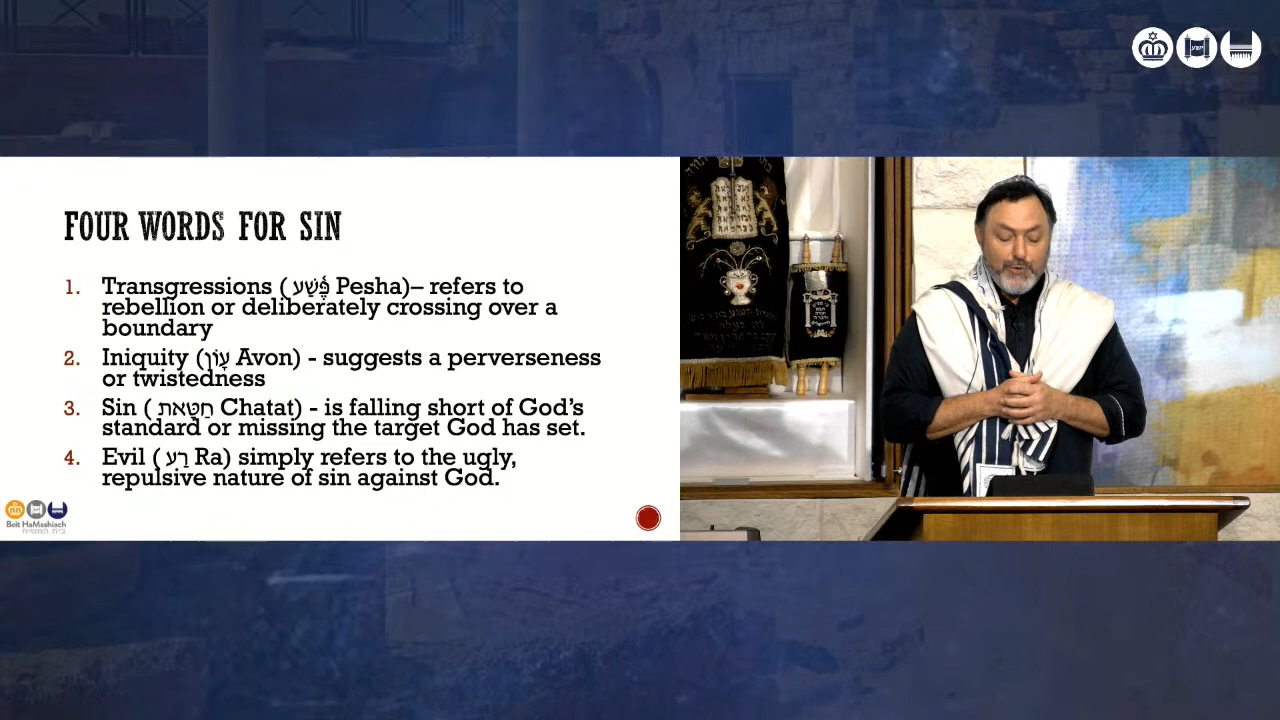 FOUR WORDS FOR SIN
1. Transgressions ( פֶּ֫שַׁע Pesha)– refers to
rebellion or deliberately crossing over a
boundary
2. Iniquity (עָוֺן Avon) - suggests a perverseness
or twistedness
3. Sin ( חַטָּאת Chatat) - is falling short of God’s
standard or missing the target God has set.
4. Evil ( רַע Ra) simply refers to the ugly,
repulsive nature of sin against God.
Beit HaMashiach
בית המשיח